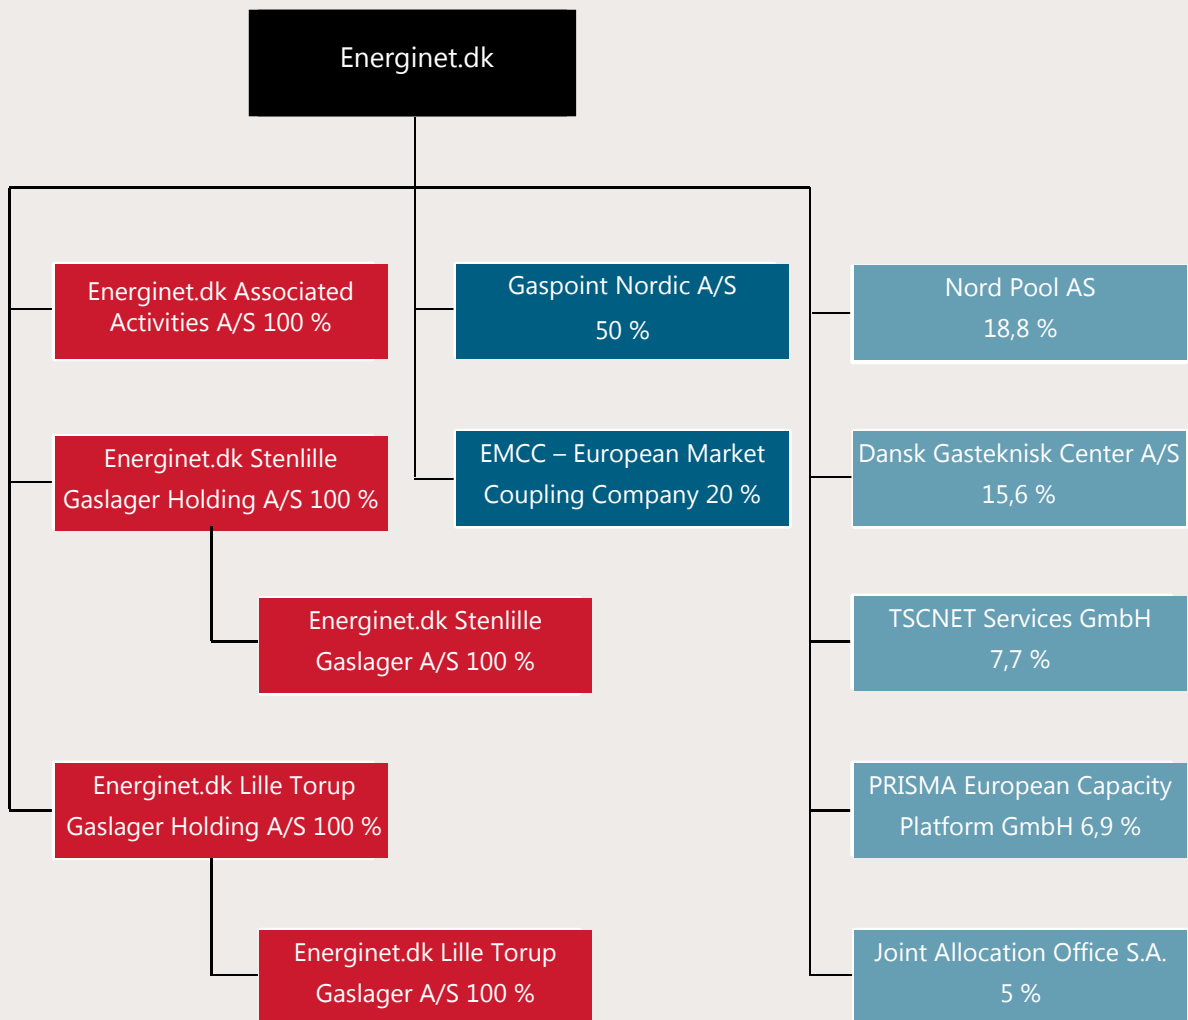 Energinet.dk
Energinet.dk Associated
Activities A/S 100 %
Gaspoint Nordic A/S
50 %
Nord Pool AS
18,8 %
Energinet.dk Stenlille
Gaslager Holding A/S 100 %
EMCC – European Market
Coupling Company 20 %
Dansk Gasteknisk Center A/S
15,6 %
Energinet.dk Stenlille
Gaslager A/S 100 %
TSCNET Services GmbH
7,7 %
Energinet.dk Lille Torup
Gaslager Holding A/S 100 %
PRISMA European Capacity
Platform GmbH 6,9 %
Energinet.dk Lille Torup
Gaslager A/S 100 %
Joint Allocation Office S.A.
5 %